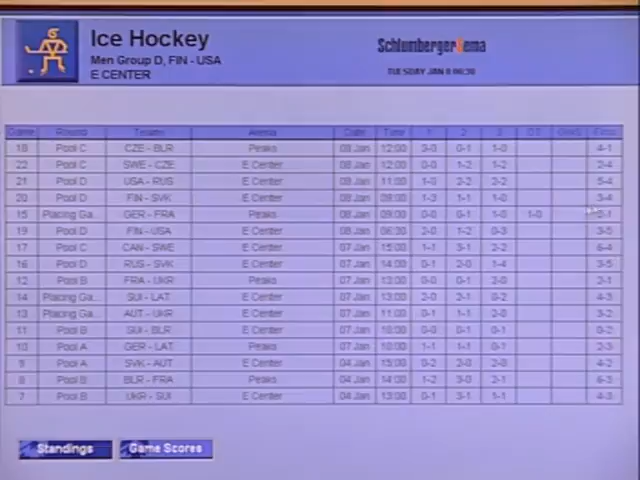 Ice Hockey
Men Group D, FIN - USA
E CENTER
SchlumbergerSema
TUESDAY JAN 8 06:30
Game Round Teams Arena Date Time 1 2 3 OT GWS Final
18 Pool C CZE - BLR Peaks 08 Jan 12:00 3-0 0-1 1-0 4-1
22 Pool C SWE - CZE E Center 08 Jan 12:00 0-0 1-2 1-2 2-4
21 Pool D USA - RUS E Center 08 Jan 11:00 1-0 2-2 2-2 5-4
20 Pool D FIN - SVK E Center 08 Jan 08:00 1-3 1-1 1-0 3-4
15 Placing Ga... GER - FRA Peaks 08 Jan 09:00 0-0 0-1 1-0 1-0
19 Pool D FIN - USA E Center 08 Jan 06:30 2-0 1-2 0-3 3-5
17 Pool C CAN - SWE E Center 07 Jan 15:00 1-1 3-1 2-2 6-4
16 Pool D RUS - SVK E Center 07 Jan 14:00 0-1 2-0 1-4 3-5
12 Pool B FRA - UKR Peaks 07 Jan 13:00 0-0 0-1 2-0 2-1
14 Placing Ga... SUI - LAT E Center 07 Jan 13:00 2-0 2-1 0-2 4-3
13 Placing Ga... AUT - UKR E Center 07 Jan 11:00 0-1 1-1 2-0 3-2
11 Pool B SUI - BLR E Center 07 Jan 10:00 0-1 0-0 0-1 0-2
10 Pool A GER - LAT Peaks 07 Jan 10:00 1-1 1-1 0-1 2-3
9 Pool A SVK - AUT E Center 04 Jan 15:00 0-2 2-0 2-0 4-2
8 Pool B BLR - FRA Peaks 04 Jan 14:00 1-2 3-0 2-1 6-3
7 Pool B UKR - SUI E Center 04 Jan 13:00 0-1 3-1 1-1 4-3
Standings Game Scores